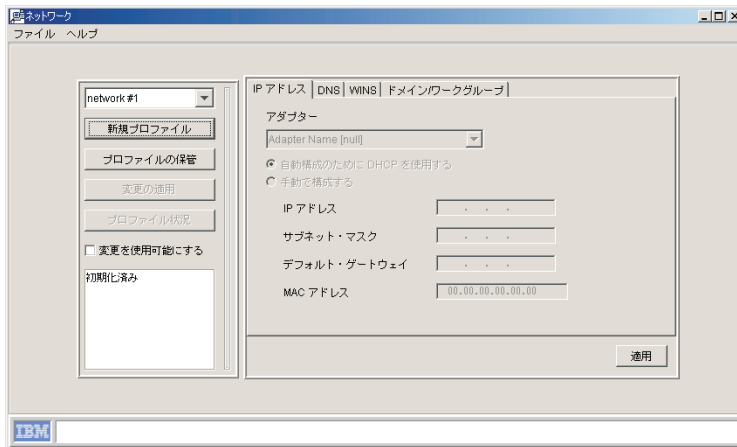 ネットワーク
ファイル ヘルプ
network #1
新規プロファイル
プロファイルの保管
変更の適用
プロファイル状況
変更を使用可能にする
初期化済み
IP アドレス DNS WINS ドメイン/ワークグループ
アダプター
Adapter Name [null]
自動構成のために DHCP を使用する
手動で構成する
IP アドレス . . .
サブネット・マスク . . .
デフォルト・ゲートウェイ . . .
MAC アドレス 00.00.00.00.00.00
適用
IBM